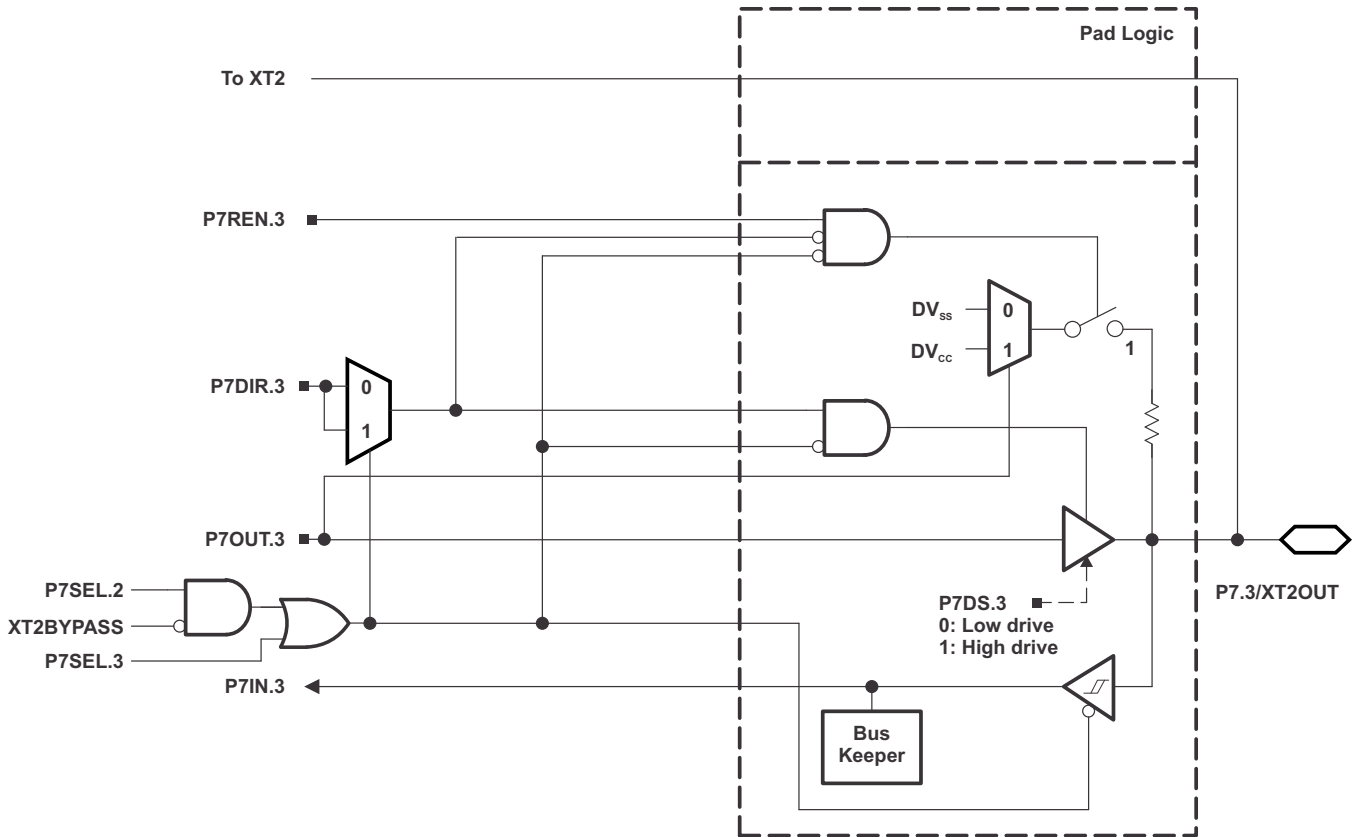 Pad Logic
To XT2
P7REN.3
DVSS
0
DVCC
1
1
P7DIR.3
0
1
P7OUT.3
P7SEL.2
XT2BYPASS
P7SEL.3
P7DS.3
0: Low drive
1: High drive
P7.3/XT2OUT
P7IN.3
Bus
Keeper